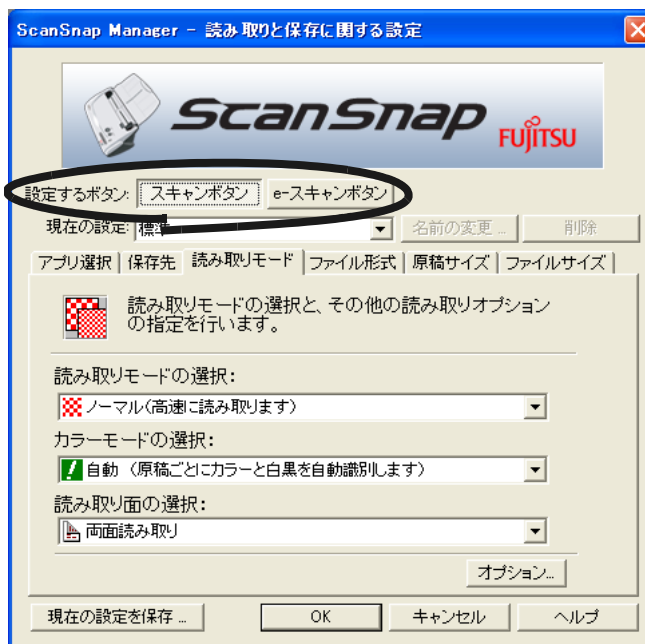 ScanSnap Manager - 読み取りと保存に関する設定
ScanSnap
FUJITSU
設定するボタン: スキャンボタン e-スキャンボタン
現在の設定: 標準 名前の変更 ... 削除
アプリ選択 保存先 読み取りモード ファイル形式 原稿サイズ ファイルサイズ
読み取りモードの選択と、その他の読み取りオプション
の指定を行います。
読み取りモードの選択:
ノーマル(高速に読み取ります)
カラーモードの選択:
自動 (原稿ごとにカラーと白黒を自動識別します)
読み取り面の選択:
両面読み取り
オプション...
現在の設定を保存 ... OK キャンセル ヘルプ